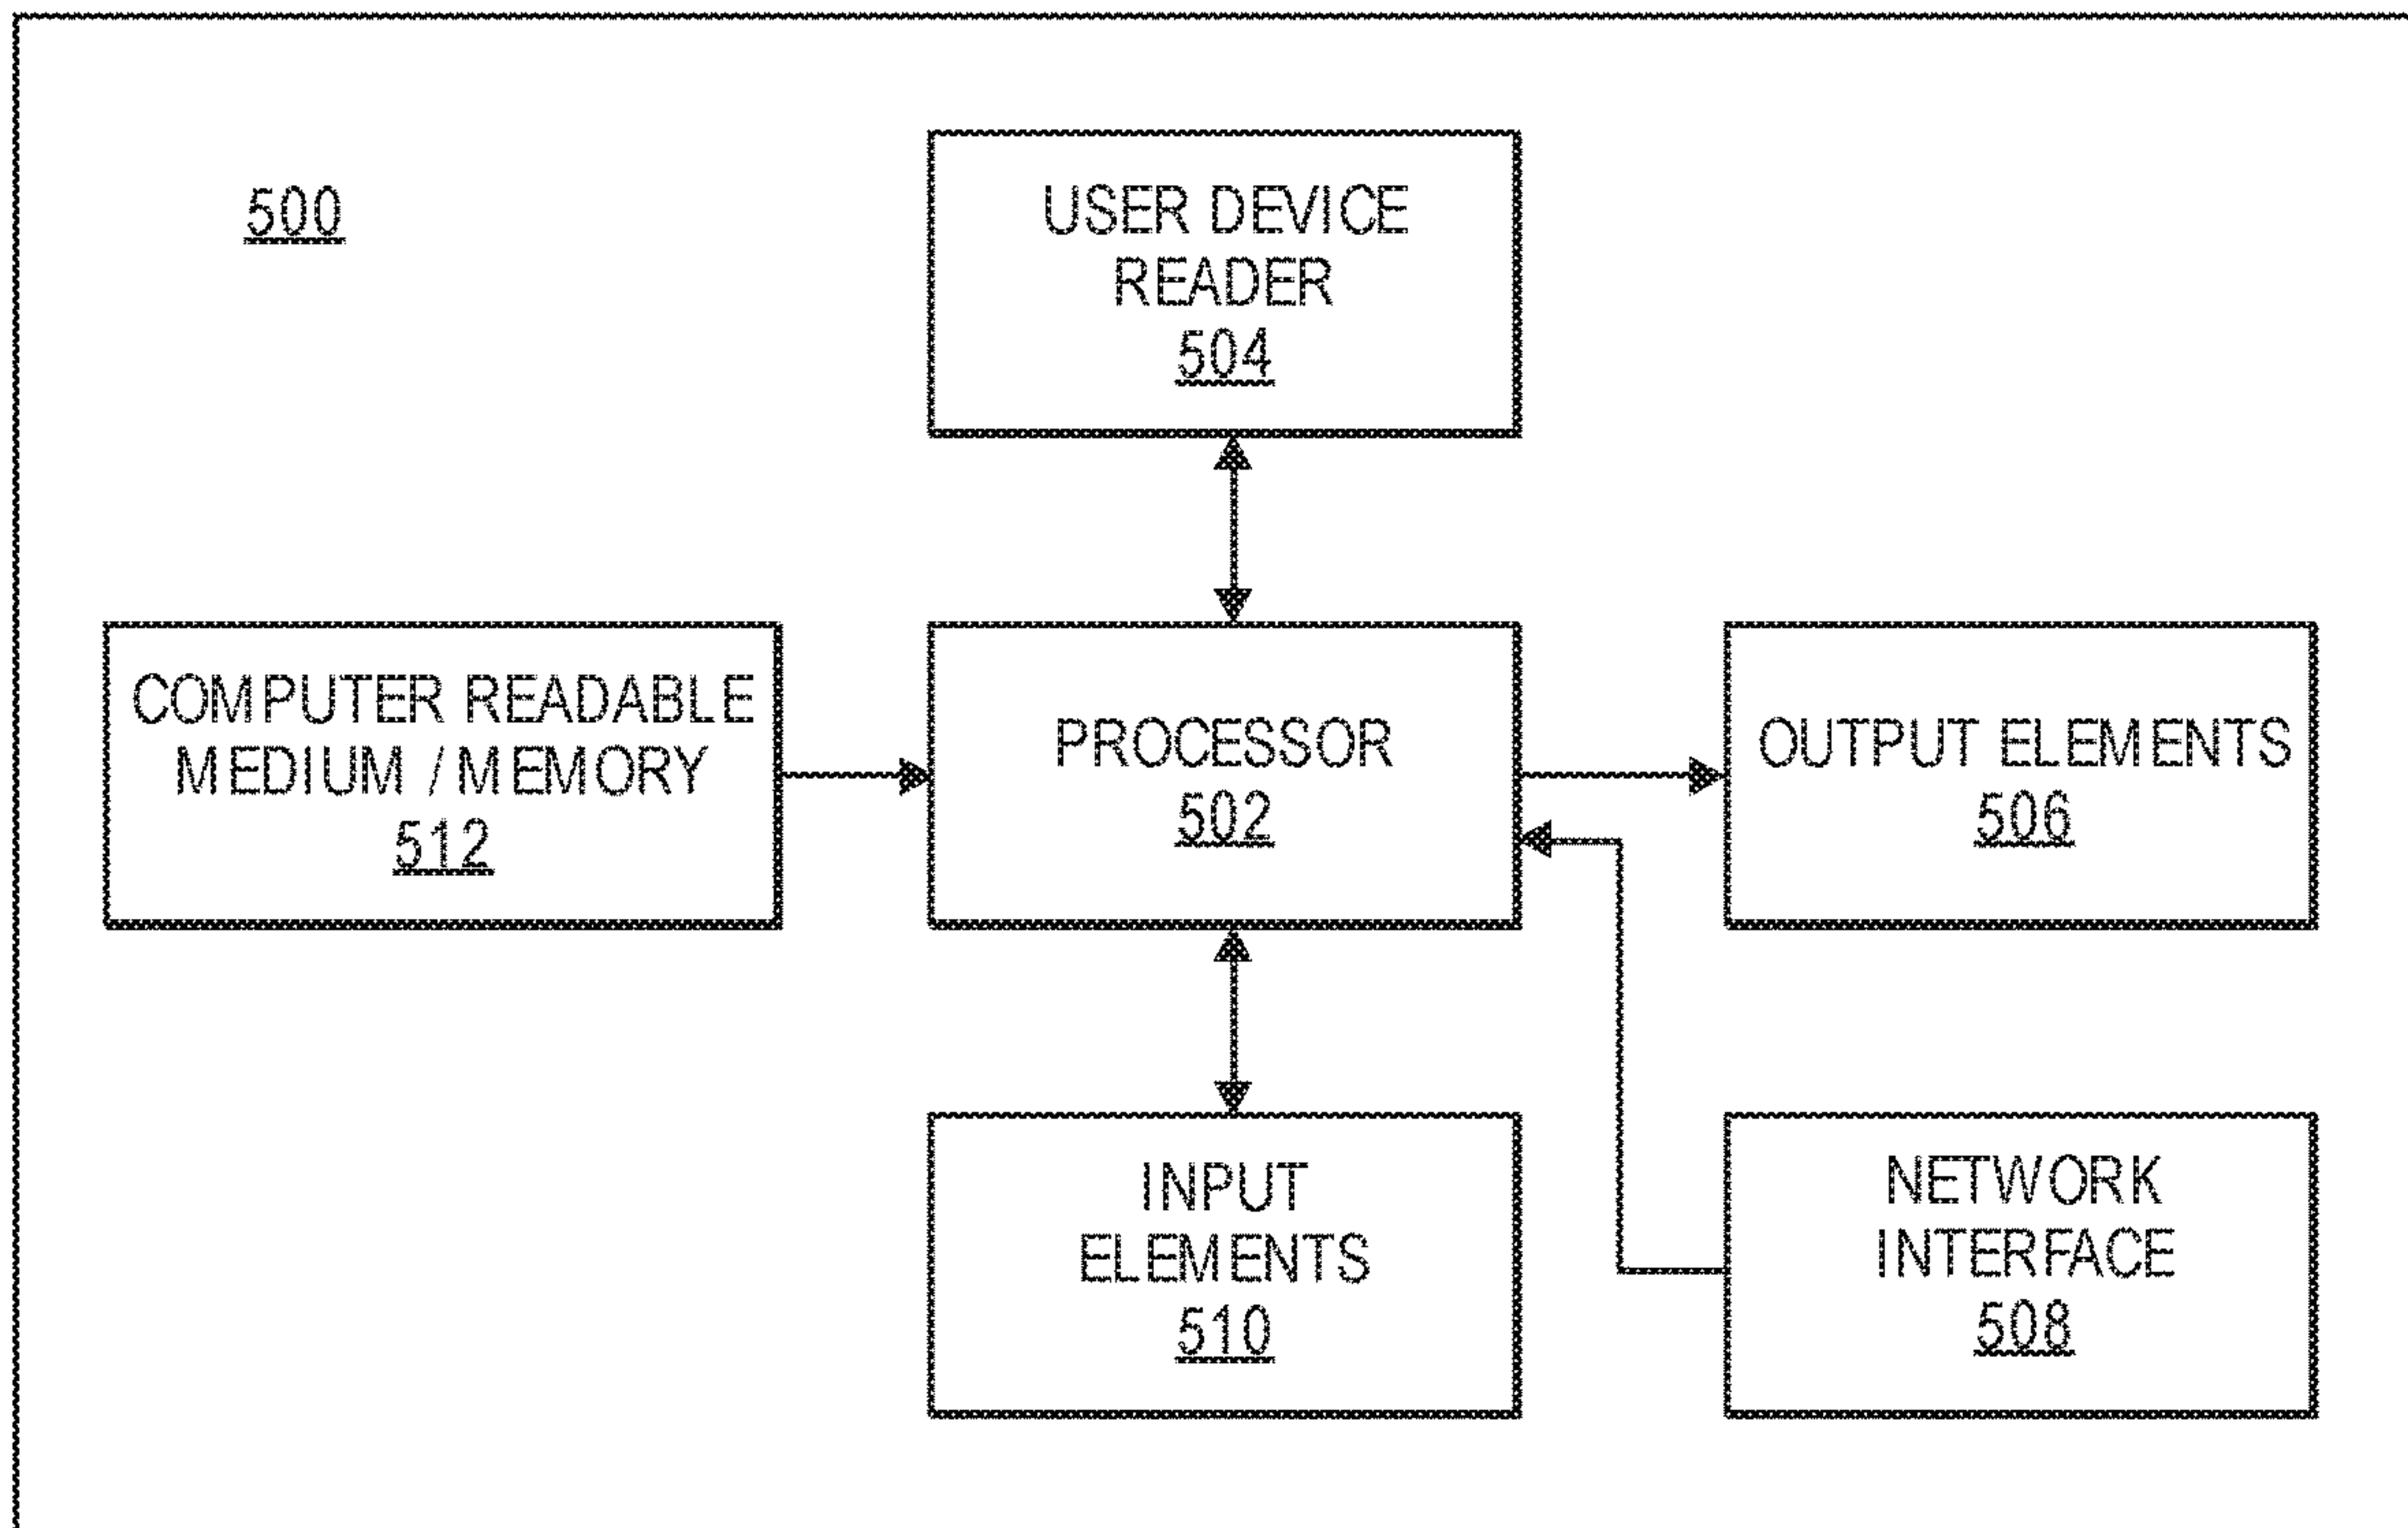 500
USER DEVICE
READER
504
COMPUTER READABLE
MEDIUM / MEMORY
512
PROCESSOR
502
OUTPUT ELEMENTS
506
INPUT
ELEMENTS
510
NETWORK
INTERFACE
508